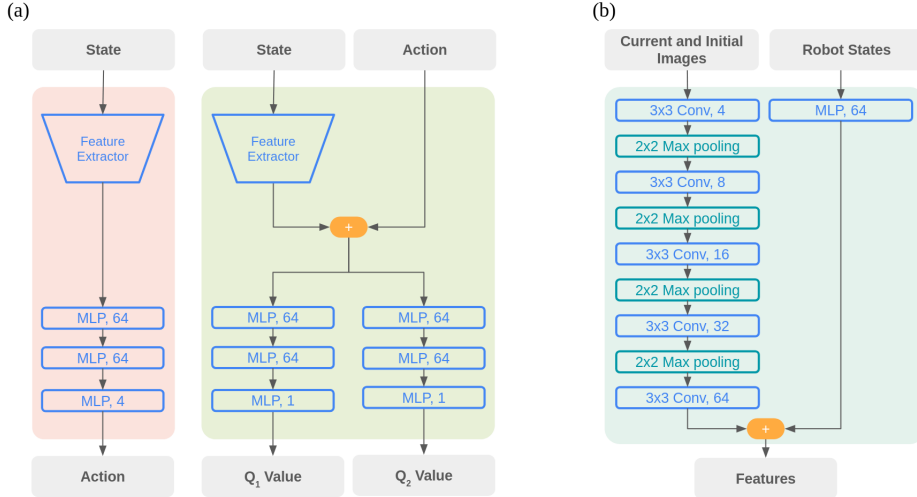 (a)
State
State
Action
Feature
Extractor
Feature
Extractor
+
MLP, 64
MLP, 64
MLP, 4
MLP, 64
MLP, 64
MLP, 1
MLP, 64
MLP, 64
MLP, 1
Action
Q1 Value
Q2 Value
(b)
Current and Initial
Images
Robot States
3x3 Conv, 4
MLP, 64
2x2 Max pooling
3x3 Conv, 8
2x2 Max pooling
3x3 Conv, 16
2x2 Max pooling
3x3 Conv, 32
2x2 Max pooling
3x3 Conv, 64
+
Features